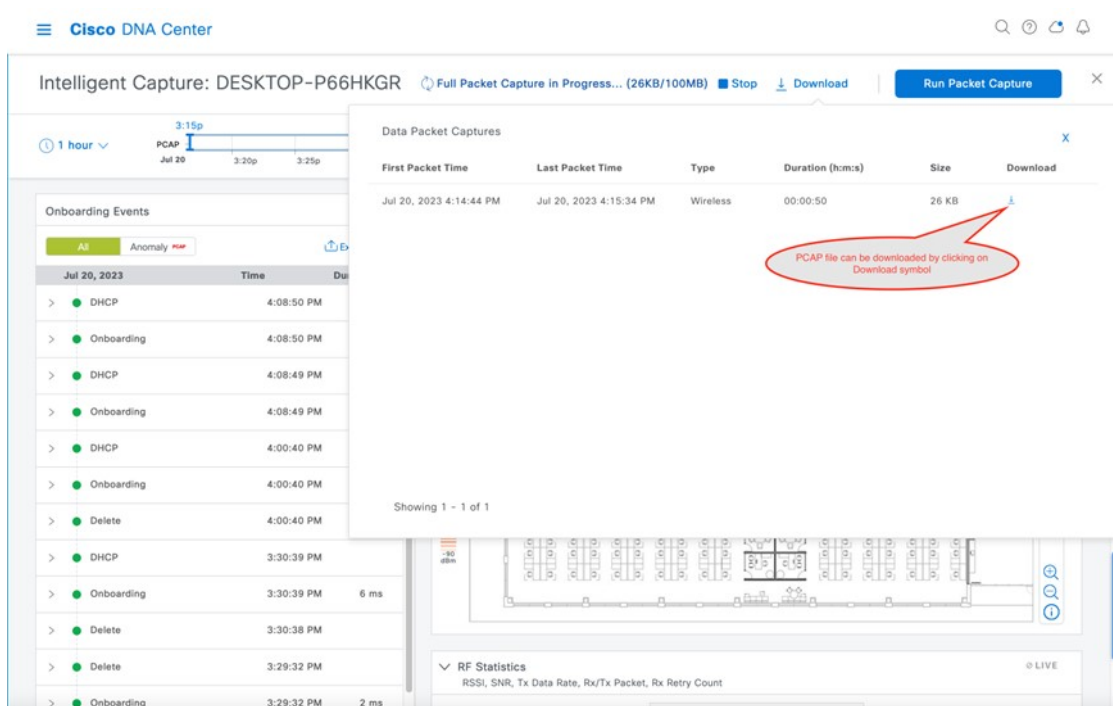 Cisco DNA Center
Intelligent Capture: DESKTOP-P66HKGR
Full Packet Capture in Progress... (26KB/100MB) Stop Download
Run Packet Capture
1 hour
3:15p
PCAP
Jul 20 3:20p 3:25p
Data Packet Captures
X
First Packet Time Last Packet Time Type Duration (h:m:s) Size Download
Jul 20, 2023 4:14:44 PM Jul 20, 2023 4:15:34 PM Wireless 00:00:50 26 KB
PCAP file can be downloaded by clicking on
Download symbol
Showing 1 - 1 of 1
Onboarding Events
All Anomaly PCAP
Jul 20, 2023 Time
DHCP 4:08:50 PM
Onboarding 4:08:50 PM
DHCP 4:08:49 PM
Onboarding 4:08:49 PM
DHCP 4:00:40 PM
Onboarding 4:00:40 PM
Delete 4:00:40 PM
DHCP 3:30:39 PM
Onboarding 3:30:39 PM 6 ms
Delete 3:30:38 PM
Delete 3:29:32 PM
Onboarding 3:29:32 PM 2 ms
-90
dBm
RF Statistics
LIVE
RSSI, SNR, Tx Data Rate, Rx/Tx Packet, Rx Retry Count